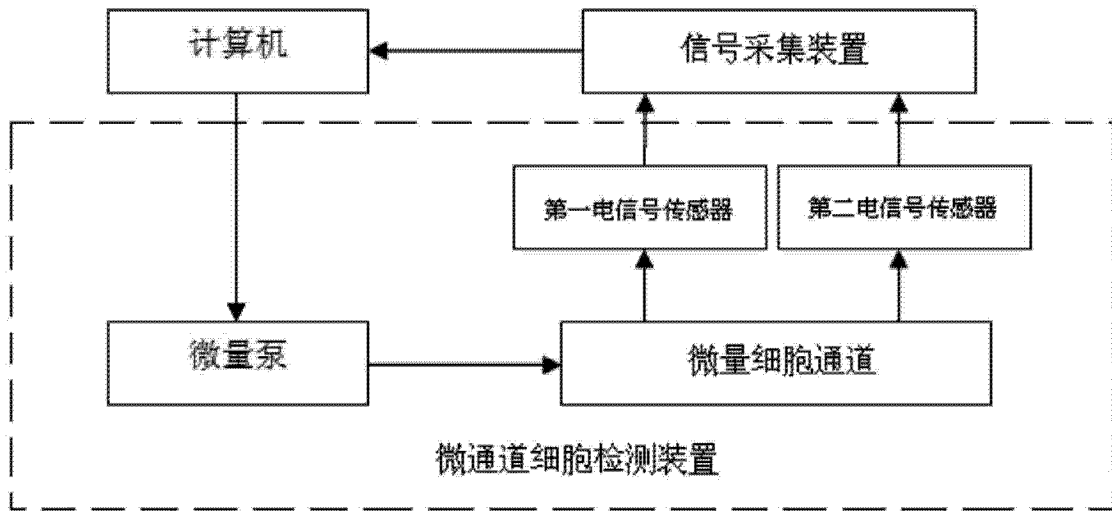 计算机
信号采集装置
第一电信号传感器
第二电信号传感器
微量泵
微量细胞通道
微通道细胞检测装置